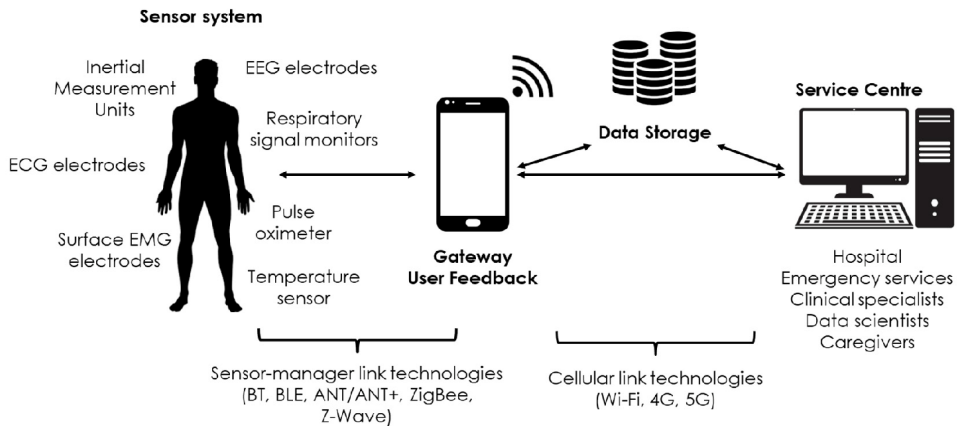 Sensor system
Inertial
Measurement
Units
EEG electrodes
Respiratory
signal monitors
ECG electrodes
Pulse
oximeter
Surface EMG
electrodes
Temperature
sensor
Gateway
User Feedback
Data Storage
Service Centre
Hospital
Emergency services
Clinical specialists
Data scientists
Caregivers
Sensor-manager link technologies
(BT, BLE, ANT/ANT+, ZigBee,
Z-Wave)
Cellular link technologies
(Wi-Fi, 4G, 5G)